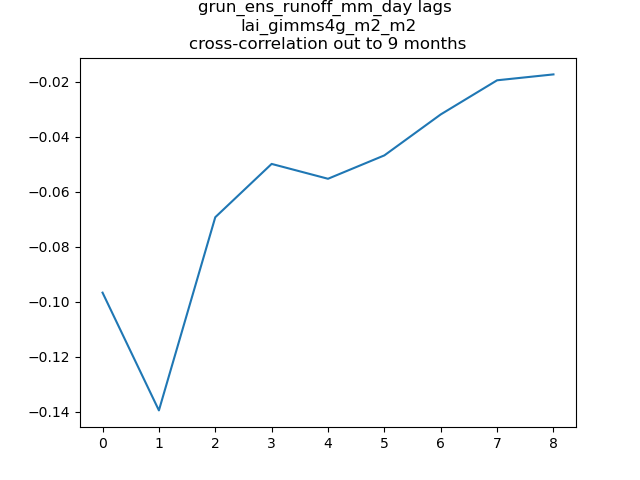 grun_ens_runoff_mm_day lags
lai_gimms4g_m2_m2
cross-correlation out to 9 months
−0.02
−0.04
−0.06
−0.08
−0.10
−0.12
−0.14
0 1 2 3 4 5 6 7 8